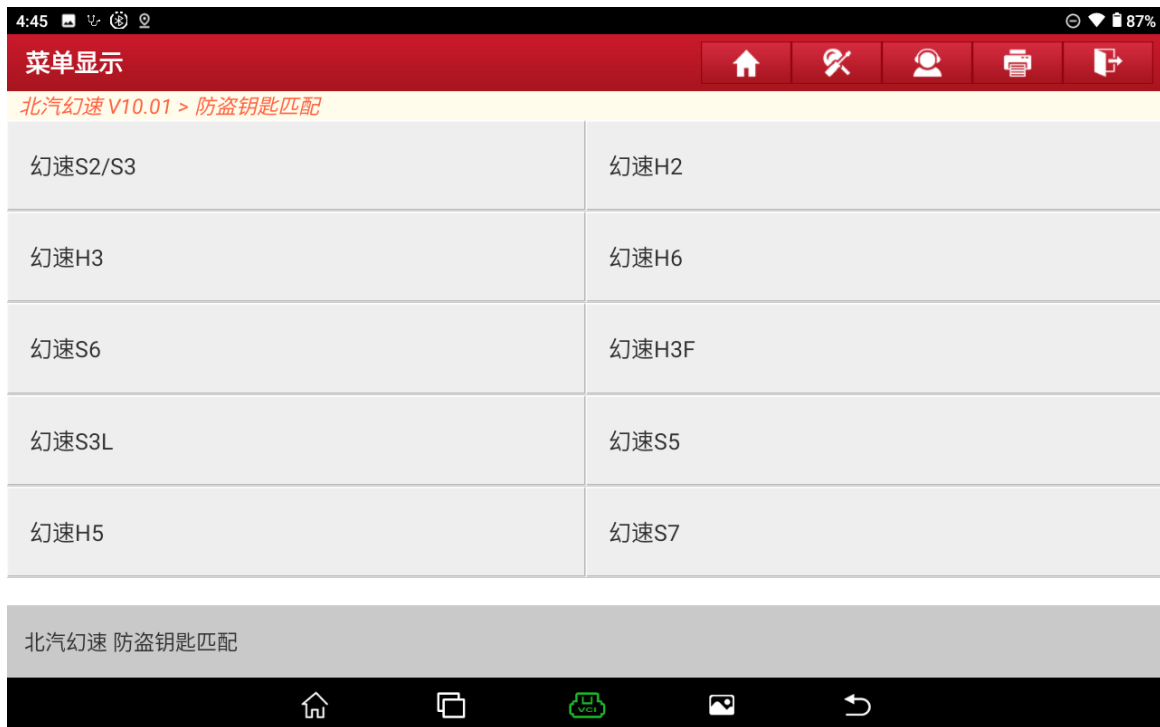 4:45 87%
菜单显示
北汽幻速 V10.01 > 防盗钥匙匹配
幻速S2/S3 幻速H2
幻速H3 幻速H6
幻速S6 幻速H3F
幻速S3L 幻速S5
幻速H5 幻速S7
北汽幻速 防盗钥匙匹配
VCI